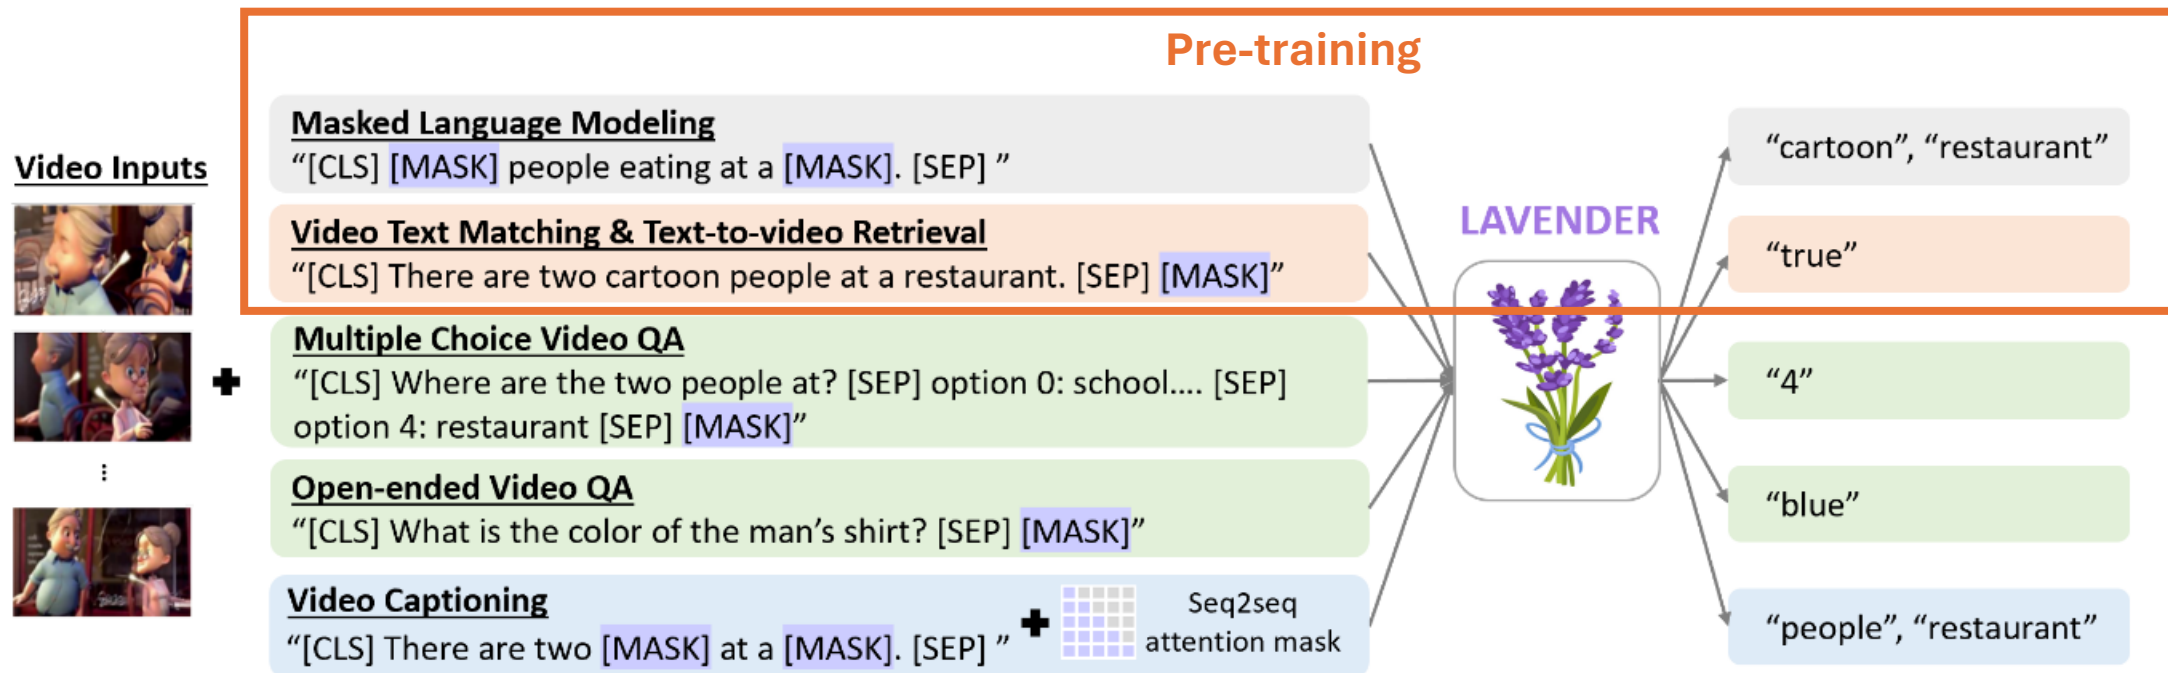 Pre-training
Video Inputs
Masked Language Modeling
“[CLS] [MASK] people eating at a [MASK]. [SEP] ”
Video Text Matching & Text-to-video Retrieval
“[CLS] There are two cartoon people at a restaurant. [SEP] [MASK]”
Multiple Choice Video QA
“[CLS] Where are the two people at? [SEP] option 0: school.... [SEP]
option 4: restaurant [SEP] [MASK]”
Open-ended Video QA
“[CLS] What is the color of the man’s shirt? [SEP] [MASK]”
Video Captioning
“[CLS] There are two [MASK] at a [MASK]. [SEP] ”
Seq2seq
attention mask
LAVENDER
“cartoon”, “restaurant”
“true”
“4”
“blue”
“people”, “restaurant”